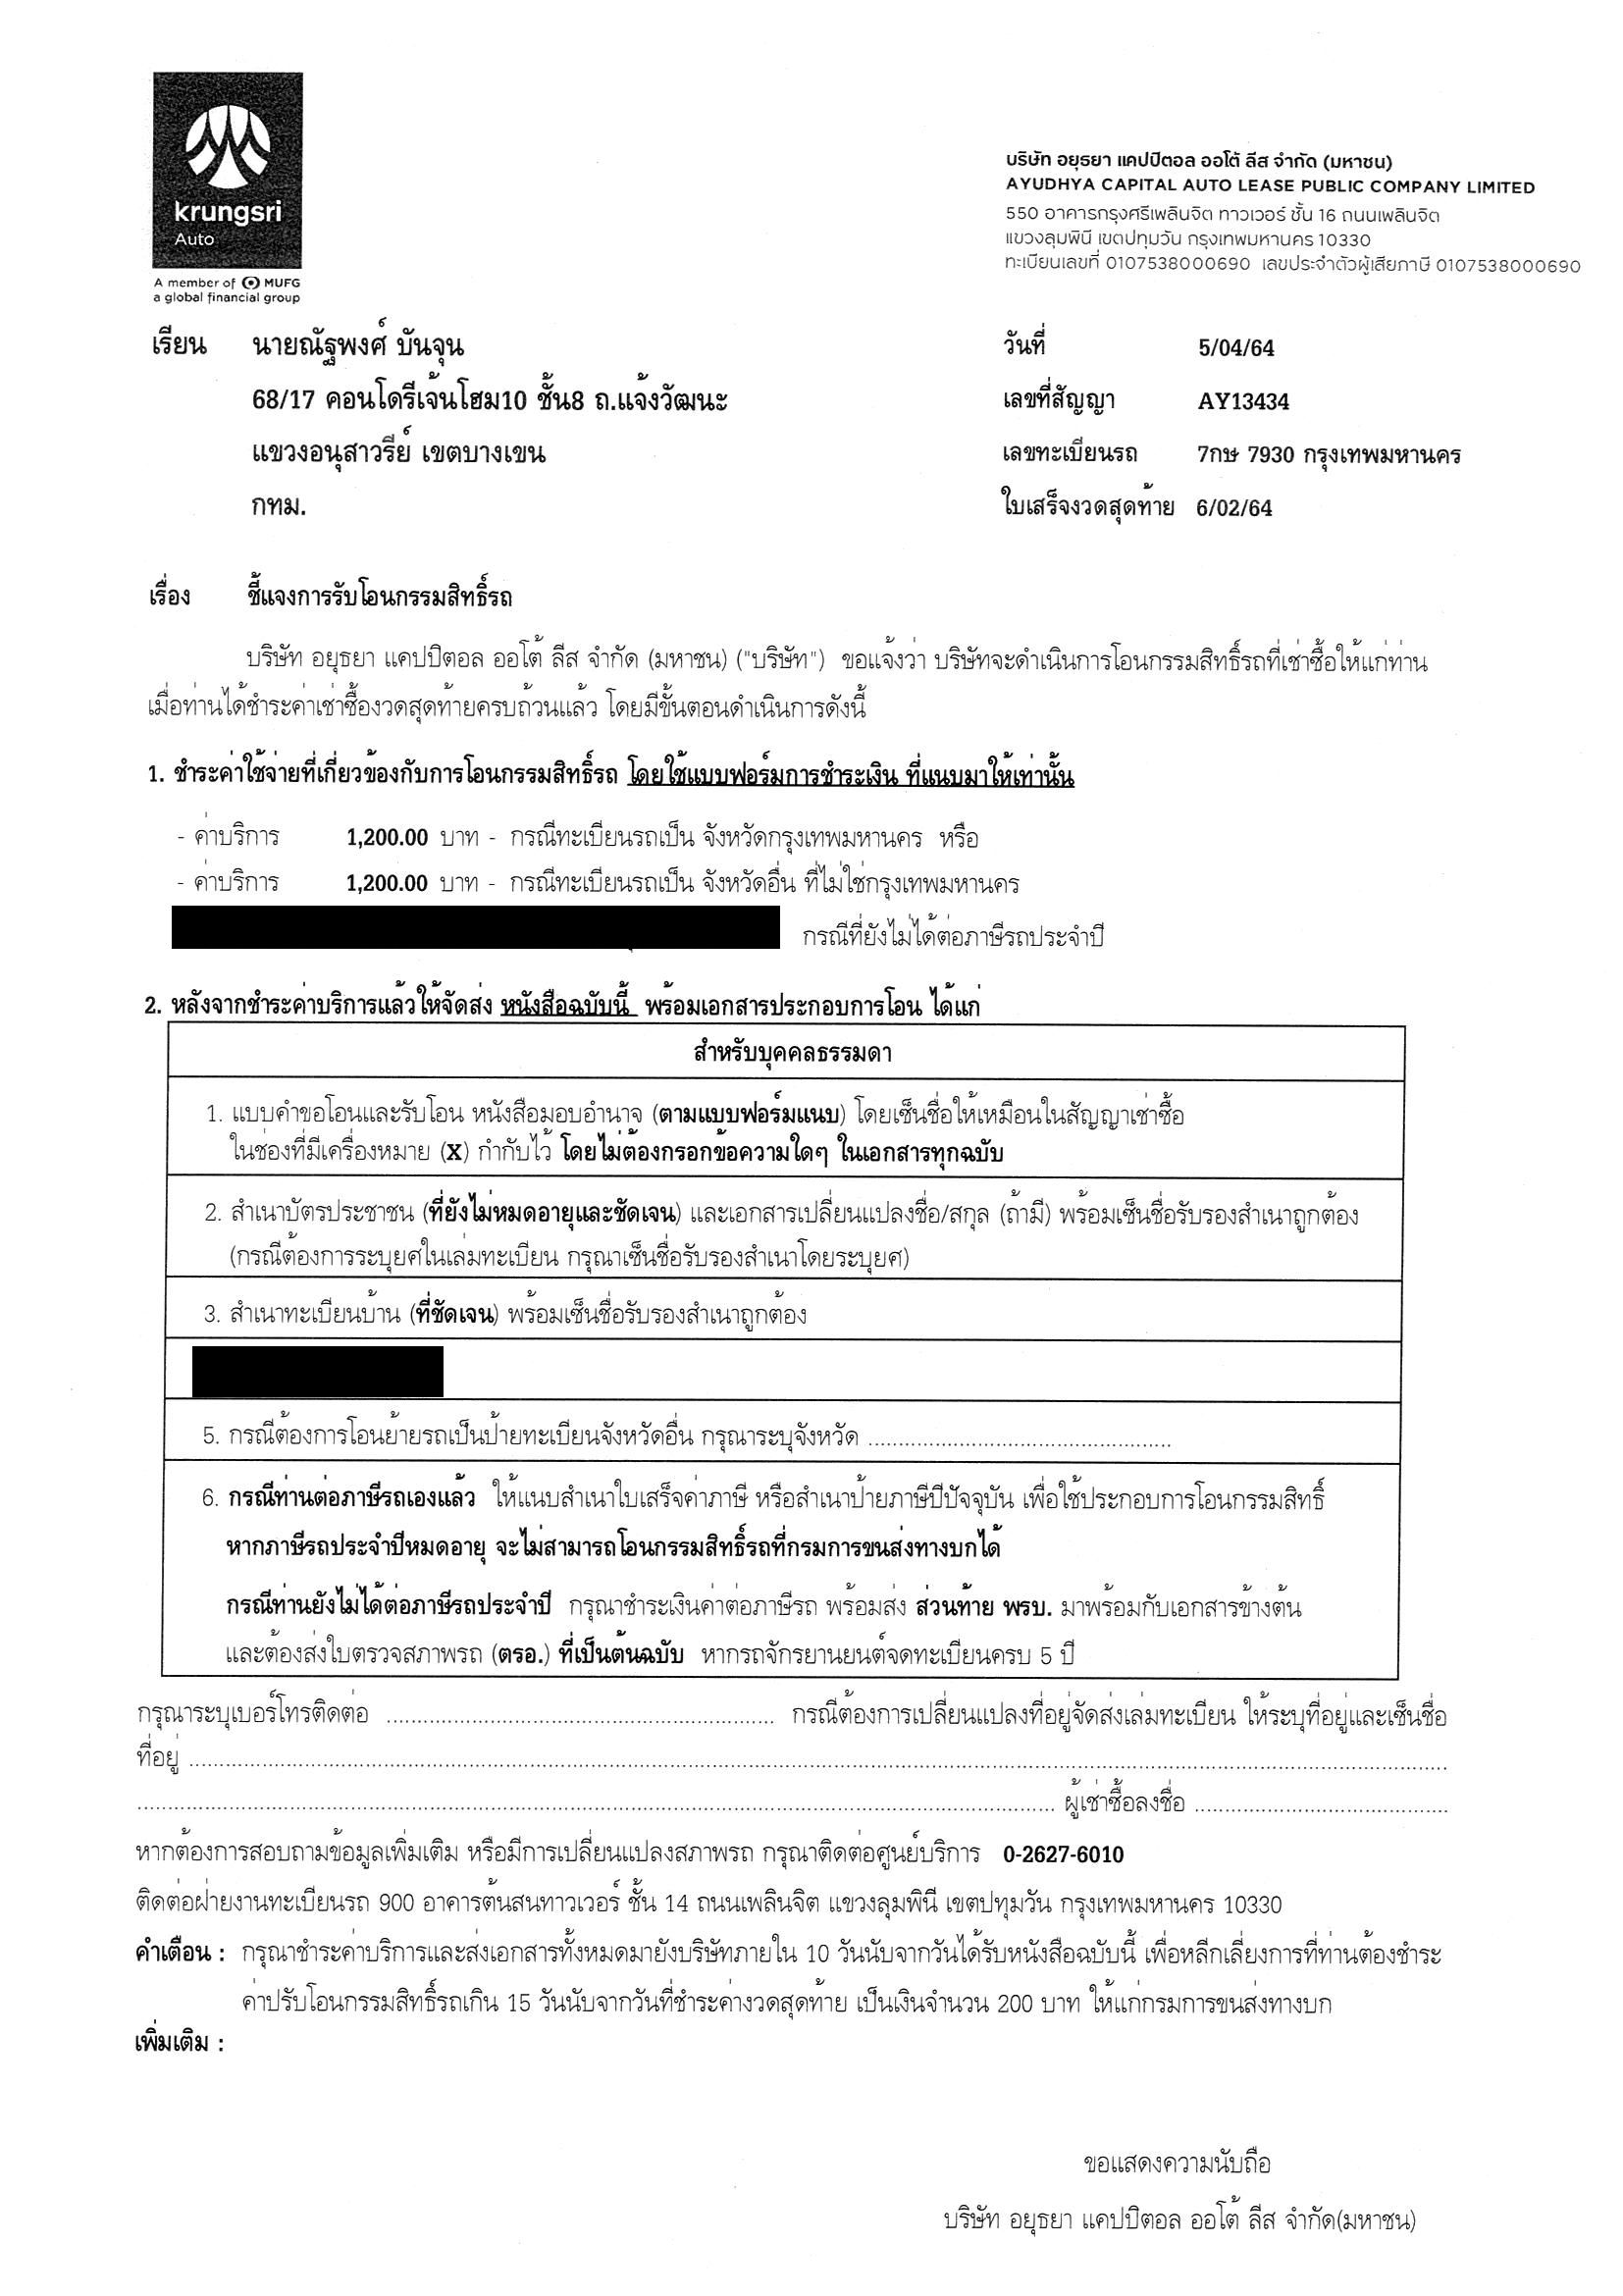 krungsri
Auto
A member of MUFG
a global financial group
บริษัท อยุธยา แคปปิตอล ออโต้ ลีส จำกัด (มหาชน)
AYUDHYA CAPITAL AUTO LEASE PUBLIC COMPANY LIMITED
550 อาคารกรุงศรีเพลินจิต ทาวเวอร์ ชั้น 16 ถนนเพลินจิต
แขวงลุมพินี เขตปทุมวัน กรุงเทพมหานคร 10330
ทะเบียนเลขที่ 0107538000690 เลขประจำตัวผู้เสียภาษี 0107538000690
เรียน นายณัฐพงศ์ บันจุน
68/17 คอนโดรีเจ้นโฮม10 ชั้น8 ถ.แจ้งวัฒนะ
แขวงอนุสาวรีย์ เขตบางเขน
กทม.
วันที่ 5/04/64
เลขที่สัญญา AY13434
เลขทะเบียนรถ 7กษ 7930 กรุงเทพมหานคร
ใบเสร็จงวดสุดท้าย 6/02/64
เรื่อง ชี้แจงการรับโอนกรรมสิทธิ์รถ
บริษัท อยุธยา แคปปิตอล ออโต้ ลีส จำกัด (มหาชน) ("บริษัท") ขอแจ้งว่า บริษัทจะดำเนินการโอนกรรมสิทธิ์รถที่เช่าซื้อให้แก่ท่าน
เมื่อท่านได้ชำระค่าเช่าซื้องวดสุดท้ายครบถ้วนแล้ว โดยมีขั้นตอนดำเนินการดังนี้
1. ชำระค่าใช้จ่ายที่เกี่ยวข้องกับการโอนกรรมสิทธิ์รถ โดยใช้แบบฟอร์มการชำระเงิน ที่แนบมาให้เท่านั้น
- ค่าบริการ 1,200.00 บาท - กรณีทะเบียนรถเป็น จังหวัดกรุงเทพมหานคร หรือ
- ค่าบริการ 1,200.00 บาท - กรณีทะเบียนรถเป็น จังหวัดอื่น ที่ไม่ใช่กรุงเทพมหานคร
กรณีที่ยังไม่ได้ต่อภาษีรถประจำปี
2. หลังจากชำระค่าบริการแล้วให้จัดส่ง หนังสือฉบับนี้ พร้อมเอกสารประกอบการโอน ได้แก่
สำหรับบุคคลธรรมดา
1. แบบคำขอโอนและรับโอน หนังสือมอบอำนาจ (ตามแบบฟอร์มแนบ) โดยเซ็นชื่อให้เหมือนในสัญญาเช่าซื้อ
ในช่องที่มีเครื่องหมาย (X) กำกับไว้ โดยไม่ต้องกรอกข้อความใดๆ ในเอกสารทุกฉบับ
2. สำเนาบัตรประชาชน (ที่ยังไม่หมดอายุและชัดเจน) และเอกสารเปลี่ยนแปลงชื่อ/สกุล (ถ้ามี) พร้อมเซ็นชื่อรับรองสำเนาถูกต้อง
(กรณีต้องการระบุยศในเล่มทะเบียน กรุณาเซ็นชื่อรับรองสำเนาโดยระบุยศ)
3. สำเนาทะเบียนบ้าน (ที่ชัดเจน) พร้อมเซ็นชื่อรับรองสำเนาถูกต้อง
5. กรณีต้องการโอนย้ายรถเป็นป้ายทะเบียนจังหวัดอื่น กรุณาระบุจังหวัด ....................................................
6. กรณีท่านต่อภาษีรถเองแล้ว ให้แนบสำเนาใบเสร็จค่าภาษี หรือสำเนาป้ายภาษีปีปัจจุบัน เพื่อใช้ประกอบการโอนกรรมสิทธิ์
หากภาษีรถประจำปีหมดอายุ จะไม่สามารถโอนกรรมสิทธิ์รถที่กรมการขนส่งทางบกได้
กรณีท่านยังไม่ได้ต่อภาษีรถประจำปี กรุณาชำระเงินค่าต่อภาษีรถ พร้อมส่ง ส่วนท้าย พรบ. มาพร้อมกับเอกสารข้างต้น
และต้องส่งใบตรวจสภาพรถ (ตรอ.) ที่เป็นต้นฉบับ หากรถจักรยานยนต์จดทะเบียนครบ 5 ปี
กรุณาระบุเบอร์โทรติดต่อ .................................................................. กรณีต้องการเปลี่ยนแปลงที่อยู่จัดส่งเล่มทะเบียน ให้ระบุที่อยู่และเซ็นชื่อ
ที่อยู่ ....................................................................................................................
.................................................................................................... ผู้เช่าซื้อลงชื่อ ...........................................
หากต้องการสอบถามข้อมูลเพิ่มเติม หรือมีการเปลี่ยนแปลงสภาพรถ กรุณาติดต่อศูนย์บริการ 0-2627-6010
ติดต่อฝ่ายงานทะเบียนรถ 900 อาคารต้นสนทาวเวอร์ ชั้น 14 ถนนเพลินจิต แขวงลุมพินี เขตปทุมวัน กรุงเทพมหานคร 10330
คำเตือน : กรุณาชำระค่าบริการและส่งเอกสารทั้งหมดมายังบริษัทภายใน 10 วันนับจากวันได้รับหนังสือฉบับนี้ เพื่อหลีกเลี่ยงการที่ท่านต้องชำระ
ค่าปรับโอนกรรมสิทธิ์รถเกิน 15 วันนับจากวันที่ชำระค่างวดสุดท้าย เป็นเงินจำนวน 200 บาท ให้แก่กรมการขนส่งทางบก
เพิ่มเติม :
ขอแสดงความนับถือ
บริษัท อยุธยา แคปปิตอล ออโต้ ลีส จำกัด(มหาชน)